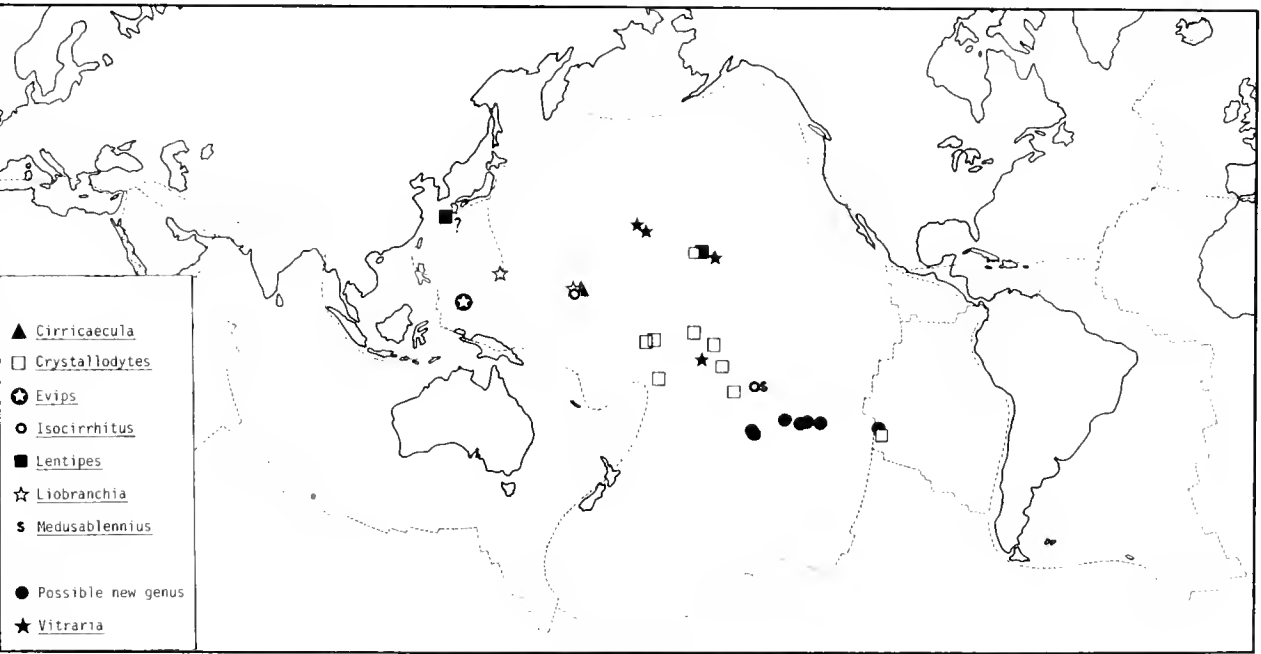 ?
S
Cirricaecula
Crystallodytes
Evips
Isocirrhitus
Lentipes
Liobranchia
S Medusablennius
Possible new genus
Vitraria